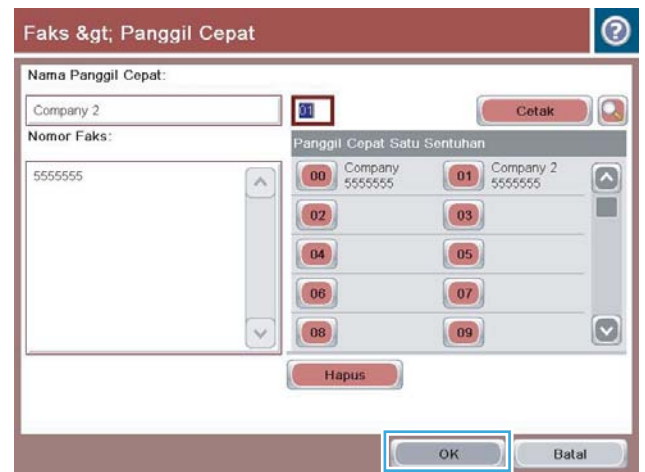 Faks &gt; Panggil Cepat
?
Nama Panggil Cepat:
Company 2
01
Cetak
Nomor Faks:
5555555
Panggil Cepat Satu Sentuhan
00 Company 5555555
01 Company 2 5555555
02
03
04
05
06
07
08
09
Hapus
OK
Batal